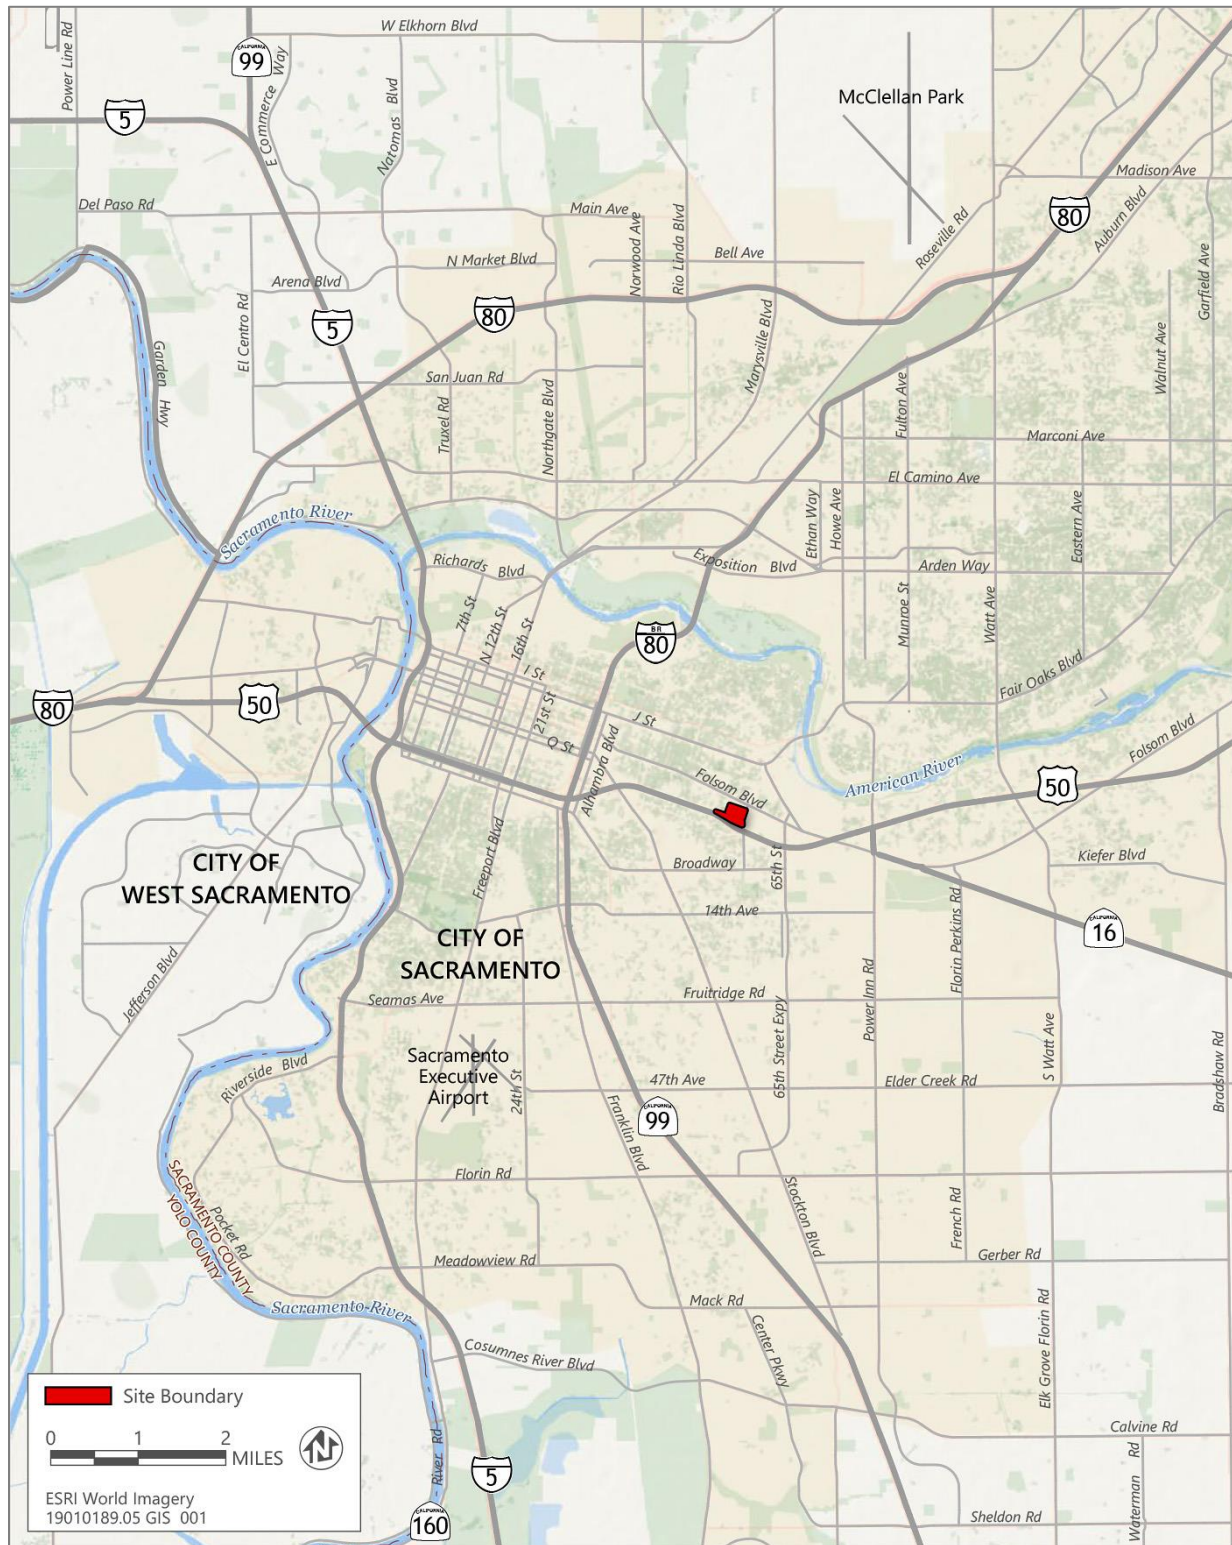 W Elkhorn Blvd
Power Line Rd
CALIFORNIA
99
E Commerce Way
Natomas Blvd
McClellan Park
5
Madison Ave
80
Auburn Blvd
Roseville Rd
Garfield Ave
Del Paso Rd
Main Ave
Norwood Ave
Rio Linda Blvd
Bell Ave
N Market Blvd
Arena Blvd
El Centro Rd
5
80
Marysville Blvd
Walnut Ave
Garden Hwy
San Juan Rd
Truxel Rd
Northgate Blvd
Fulton Ave
Marconi Ave
El Camino Ave
Sacramento River
Ethan Way
Howe Ave
Eastern Ave
Richards Blvd
Exposition Blvd
Arden Way
7th St
N 12th St
16th St
Munroe St
Watt Ave
BR
80
I St
21st St
J St
Q St
Fair Oaks Blvd
80
50
Alhambra Blvd
Folsom Blvd
American River
Folsom Blvd
50
CITY OF
WEST SACRAMENTO
Freeport Blvd
Broadway
65th St
Kiefer Blvd
14th Ave
Florin Perkins Rd
CALIFORNIA
16
CITY OF
SACRAMENTO
Jefferson Blvd
Power Inn Rd
Seamas Ave
Fruitridge Rd
65th Street Expy
S Watt Ave
Bradshaw Rd
Sacramento
Executive
Airport
Riverside Blvd
24th St
47th Ave
Elder Creek Rd
Franklin Blvd
CALIFORNIA
99
Florin Rd
SACRAMENTO COUNTY
YOLO COUNTY
Pocket Rd
Stockton Blvd
French Rd
Gerber Rd
Meadowview Rd
Sacramento River
Mack Rd
Center Pkwy
Elk Grove Florin Rd
Cosumnes River Blvd
Calvine Rd
Waterman Rd
Site Boundary
0 1 2
MILES
N
River Rd
5
ESRI World Imagery
19010189.05 GIS 001
CALIFORNIA
160
Sheldon Rd